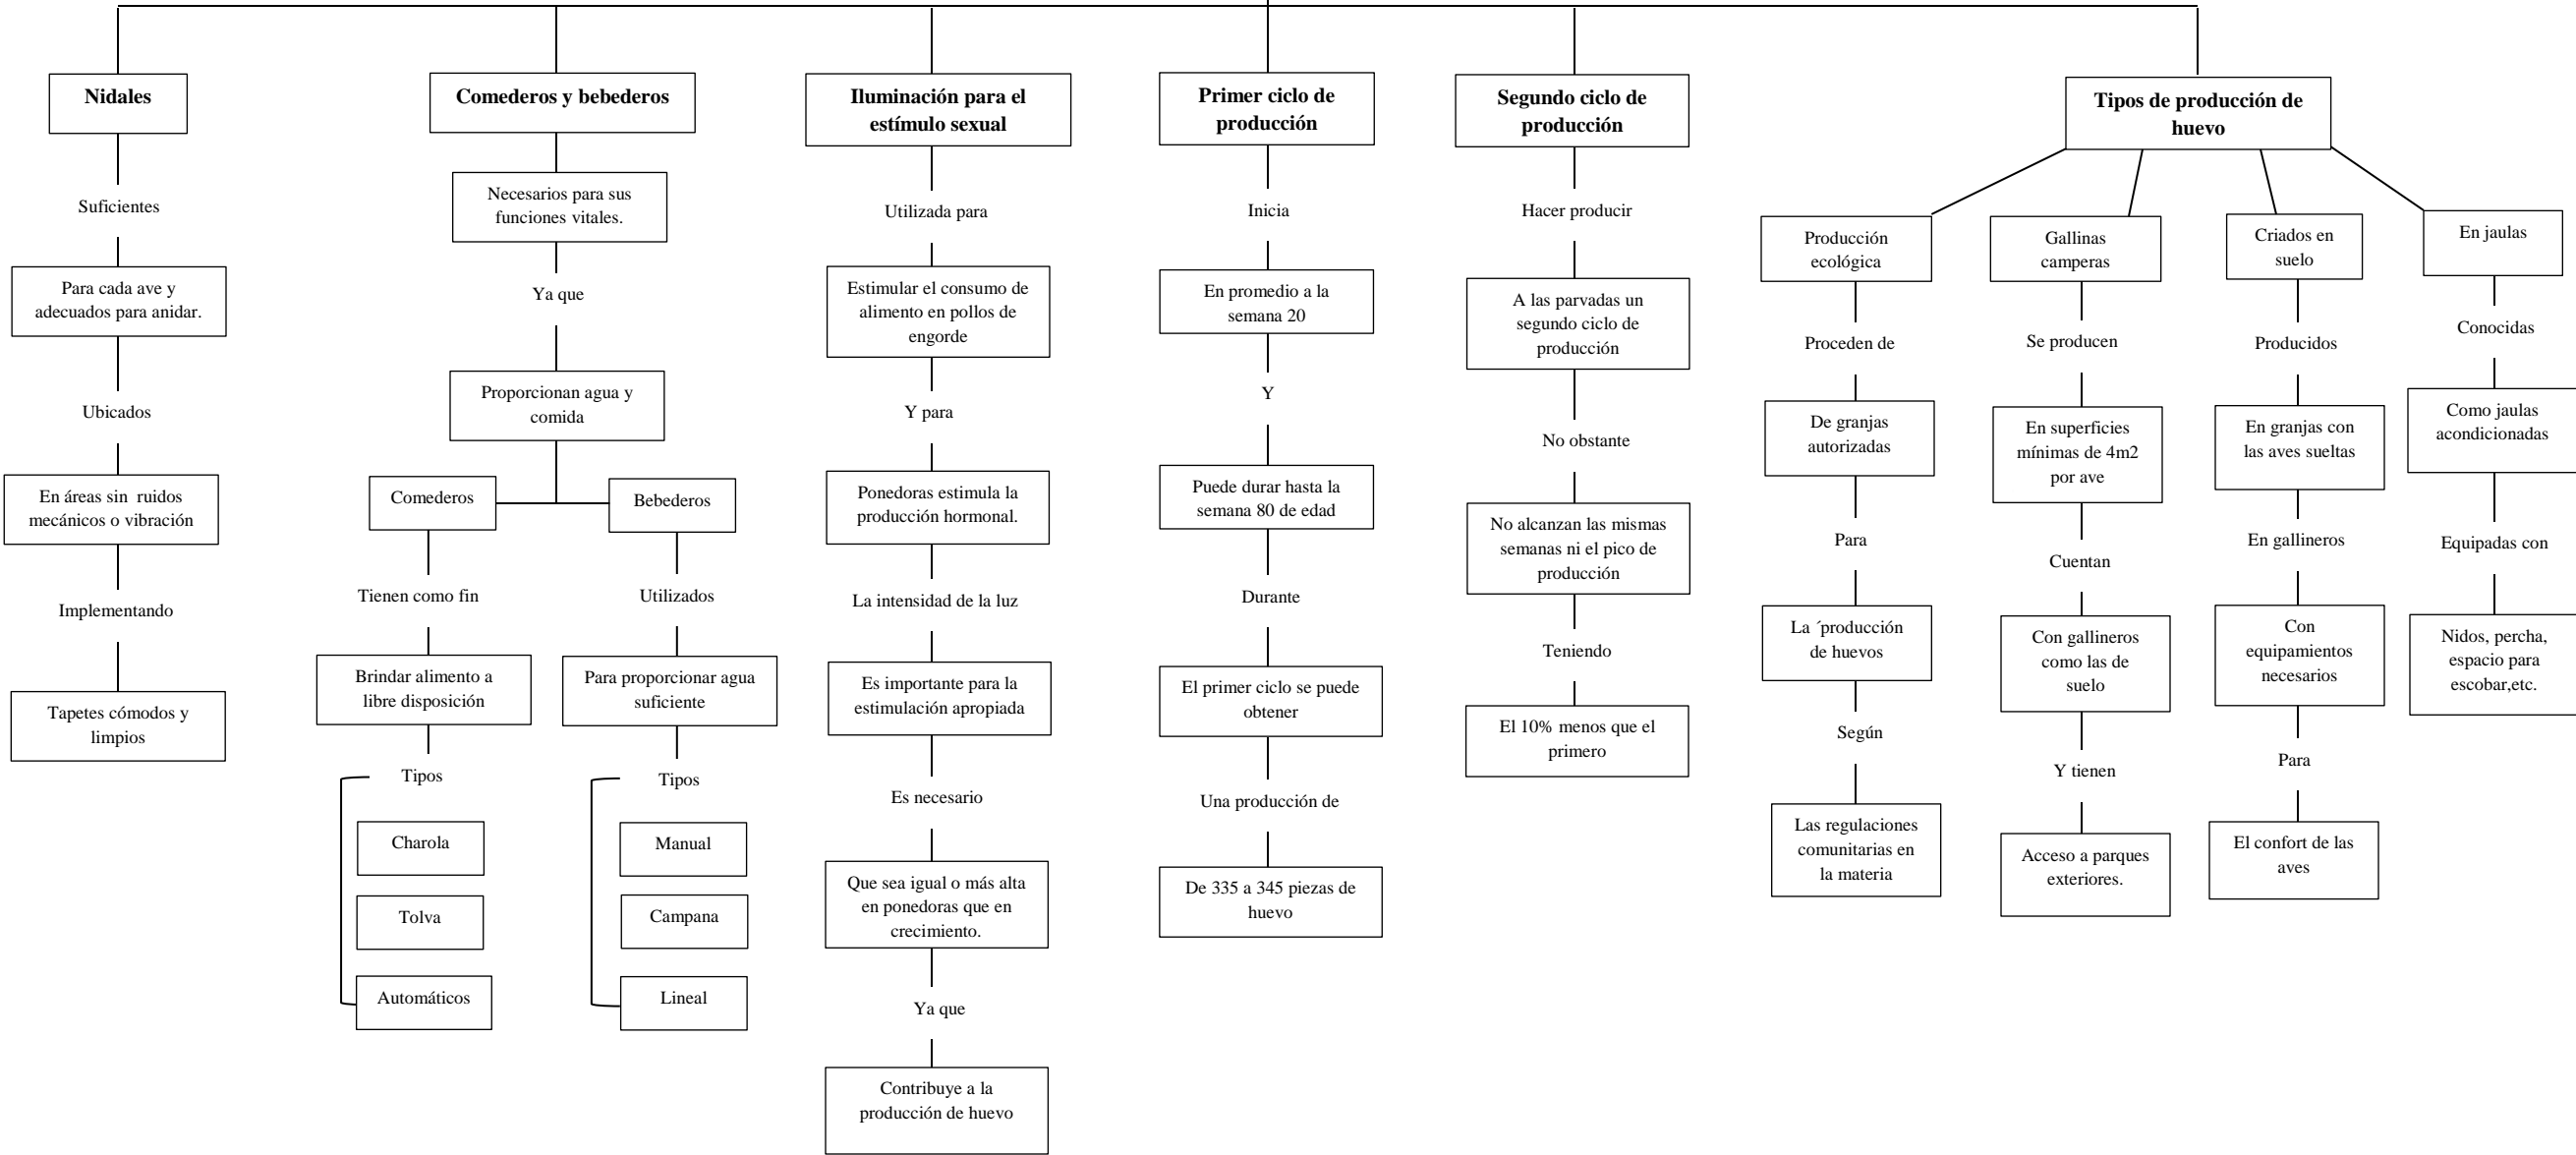 Nidales
Suficientes
Para cada ave y
adecuados para anidar.
Ubicados
En áreas sin ruidos
mecánicos o vibración
Implementando
Tapetes cómodos y
limpios
Comederos y bebederos
Necesarios para sus
funciones vitales.
Ya que
Proporcionan agua y
comida
Comederos
Tienen como fin
Brindar alimento a
libre disposición
Tipos
Charola
Tolva
Automáticos
Bebederos
Utilizados
Para proporcionar agua
suficiente
Tipos
Manual
Campana
Lineal
Iluminación para el
estímulo sexual
Utilizada para
Estimular el consumo de
alimento en pollos de
engorde
Y para
Ponedoras estimula la
producción hormonal.
La intensidad de la luz
Es importante para la
estimulación apropiada
Es necesario
Que sea igual o más alta
en ponedoras que en
crecimiento.
Ya que
Contribuye a la
producción de huevo
Primer ciclo de
producción
Inicia
En promedio a la
semana 20
Y
Puede durar hasta la
semana 80 de edad
Durante
El primer ciclo se puede
obtener
Una producción de
De 335 a 345 piezas de
huevo
Segundo ciclo de
producción
Hacer producir
A las parvadas un
segundo ciclo de
producción
No obstante
No alcanzan las mismas
semanas ni el pico de
producción
Teniendo
El 10% menos que el
primero
Tipos de producción de
huevo
Producción
ecológica
Proceden de
De granjas
autorizadas
Para
La ´producción
de huevos
Según
Las regulaciones
comunitarias en
la materia
Gallinas
camperas
Se producen
En superficies
mínimas de 4m2
por ave
Cuentan
Con gallineros
como las de
suelo
Y tienen
Acceso a parques
exteriores.
Criados en
suelo
Producidos
En granjas con
las aves sueltas
En gallineros
Con
equipamientos
necesarios
Para
El confort de las
aves
En jaulas
Conocidas
Como jaulas
acondicionadas
Equipadas con
Nidos, percha,
espacio para
escobar,etc.